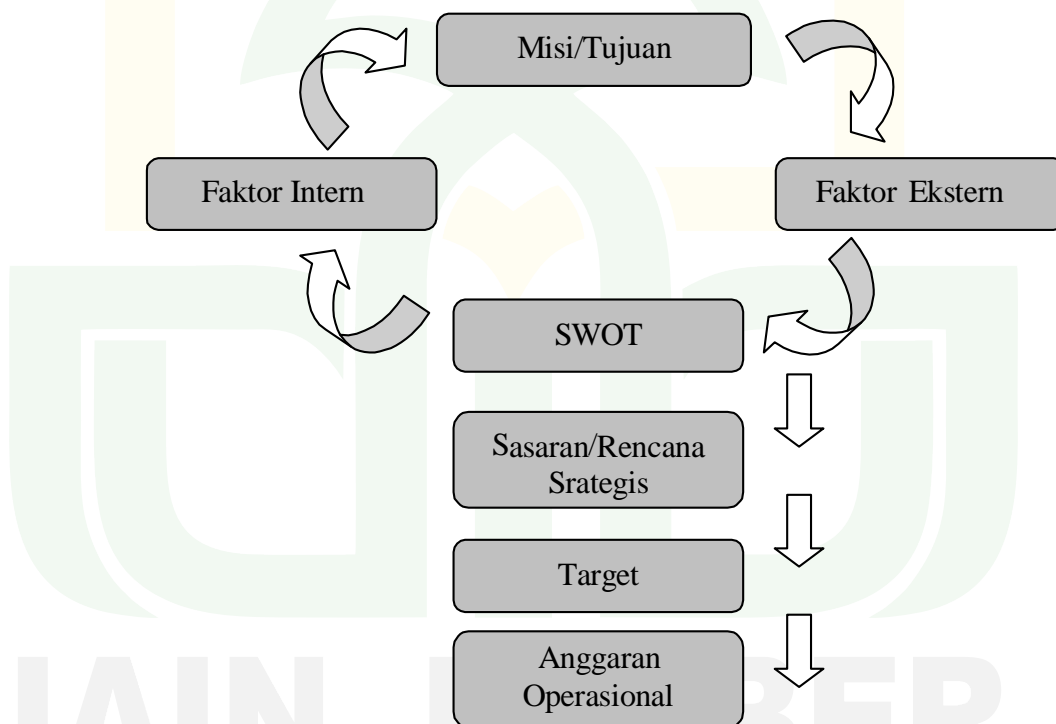 Misi/Tujuan
Faktor Intern
Faktor Ekstern
SWOT
Sasaran/Rencana
Srategis
Target
Anggaran
Operasional